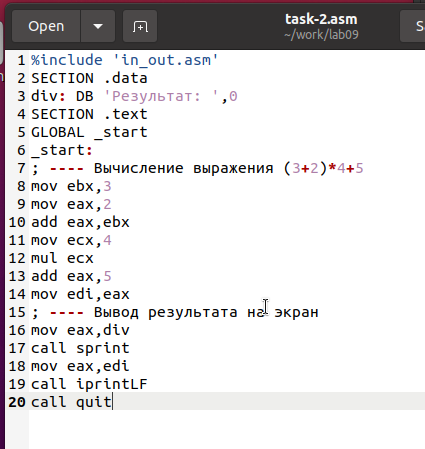 Open
task-2.asm
~/work/lab09
1 %include 'in_out.asm'
2 SECTION .data
3 div: DB 'Результат: ',0
4 SECTION .text
5 GLOBAL _start
6 _start:
7 ; ---- Вычисление выражения (3+2)*4+5
8 mov ebx,3
9 mov eax,2
10 add eax,ebx
11 mov ecx,4
12 mul ecx
13 add eax,5
14 mov edi,eax
15 ; ---- Вывод результата на экран
16 mov eax,div
17 call sprint
18 mov eax,edi
19 call iprintLF
20 call quit